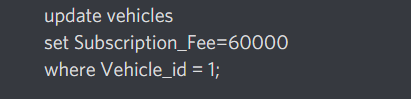 update vehicles
set Subscription_Fee=60000
where Vehicle_id = 1;